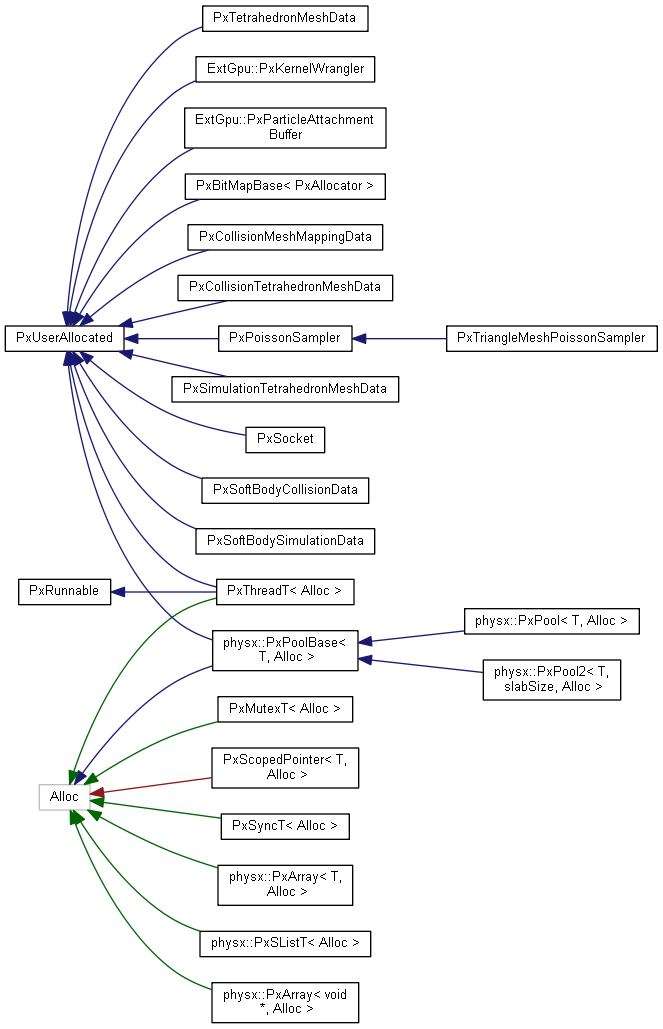 PxTetrahedronMeshData
ExtGpu::PxKernelWrangler
ExtGpu::PxParticleAttachment
Buffer
PxBitMapBase< PxAllocator >
PxCollisionMeshMappingData
PxCollisionTetrahedronMeshData
PxUserAllocated
PxPoissonSampler
PxTriangleMeshPoissonSampler
PxSimulationTetrahedronMeshData
PxSocket
PxSoftBodyCollisionData
PxSoftBodySimulationData
PxRunnable
PxThreadT< Alloc >
physx::PxPoolBase<
T, Alloc >
physx::PxPool< T, Alloc >
physx::PxPool2< T,
slabSize, Alloc >
PxMutexT< Alloc >
PxScopedPointer< T,
Alloc >
Alloc
PxSyncT< Alloc >
physx::PxArray< T,
Alloc >
physx::PxSListT< Alloc >
physx::PxArray< void
*, Alloc >